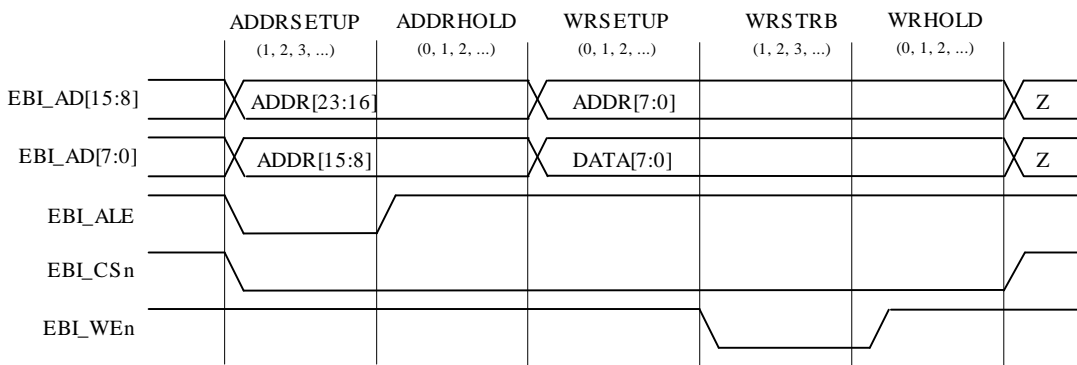 ADDRSETUP ADDRHOLD WRSETUP WRSTRB WRHOLD
(1, 2, 3, ...) (0, 1, 2, ...) (0, 1, 2, ...) (1, 2, 3, ...) (0, 1, 2, ...)
EBI_AD[15:8] ADDR[23:16] ADDR[7:0] Z
EBI_AD[7:0] ADDR[15:8] DATA[7:0] Z
EBI_ALE
EBI_CSn
EBI_WEn